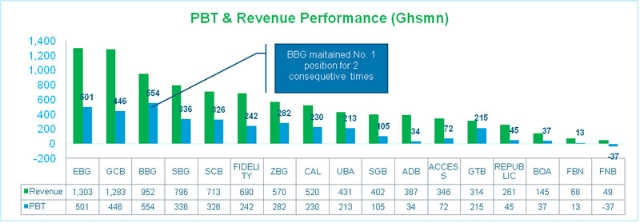 PBT & Revenue Performance (Ghsmn)
BBG maitained No. 1
position for 2
consequetive times
1,400
1,200
1,000
800
600
400
200
0
-200
501 446 554 336 326 242 282 230 213 105 34 72 215 45 37 13 -37
EBG GCB BBG SBG SCB FIDELI
TY ZBG CAL UBA SGB ADB ACCES
S GTB REPUB
LIC BOA FBN FNB
Revenue 1,303 1,283 952 796 713 690 570 520 431 402 387 346 314 261 145 68 49
PBT 501 446 554 336 326 242 282 230 213 105 34 72 215 45 37 13 -37